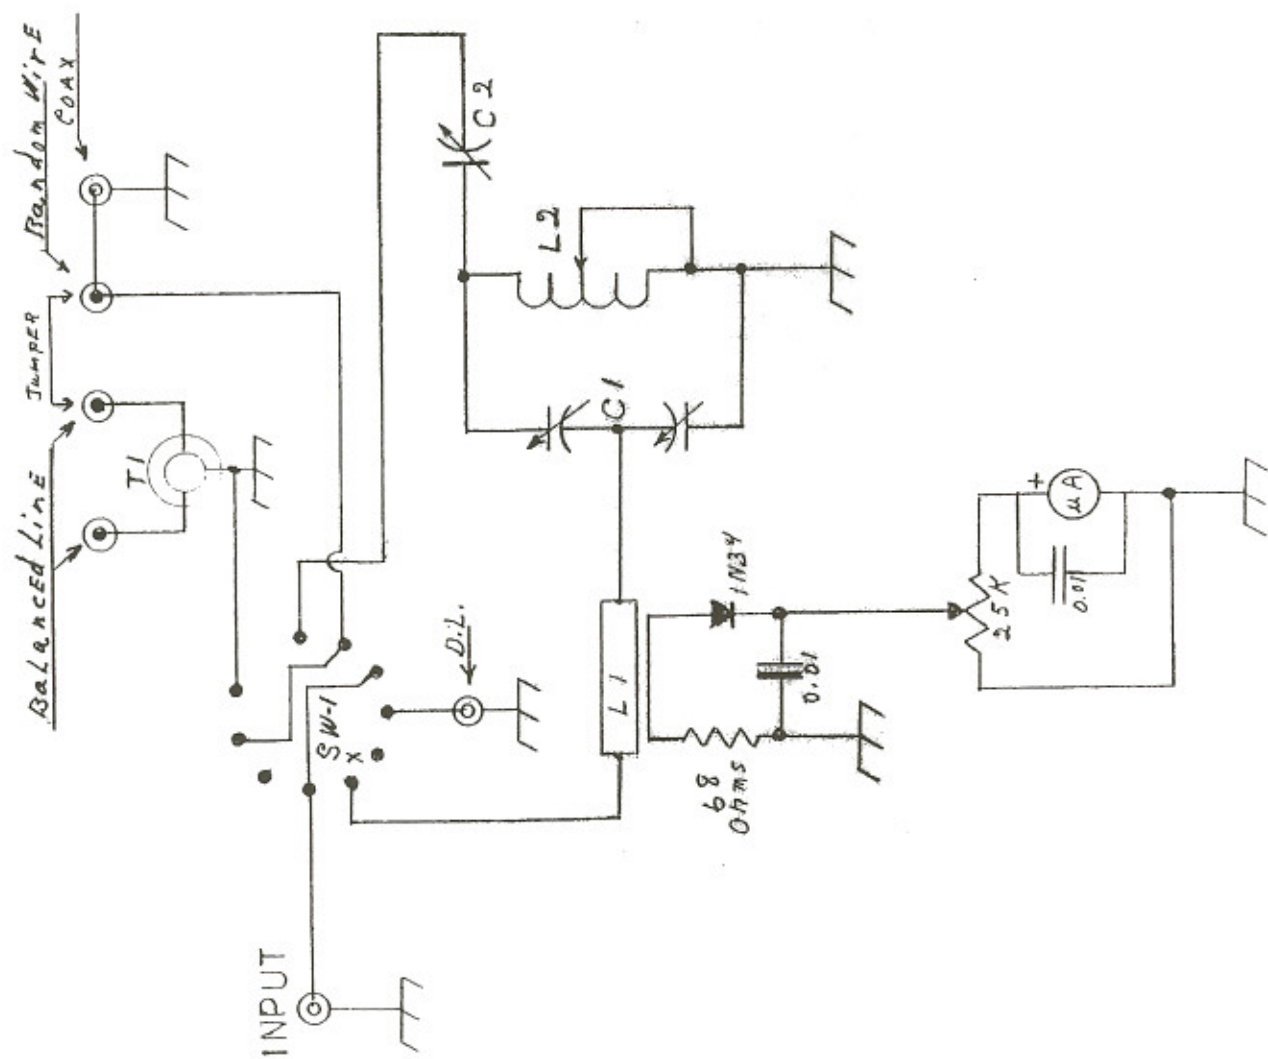 Random Wire
COAX
JUMPER
Balanced Line
T1
C2
L2
C1
SW-1
X
D.L.
INPUT
L1
1N34
68
Ohms
0.01
25K
+
µA
0.01